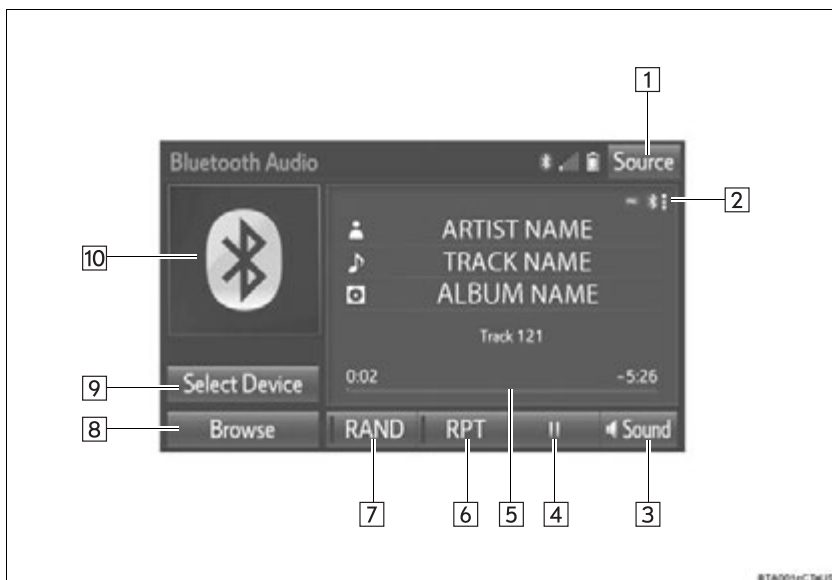 1
Bluetooth Audio
Source
2
ARTIST NAME
10
TRACK NAME
ALBUM NAME
Track 121
0:02
-5:26
9
Select Device
8
Browse
RAND
RPT
II
Sound
7
6
5
4
3